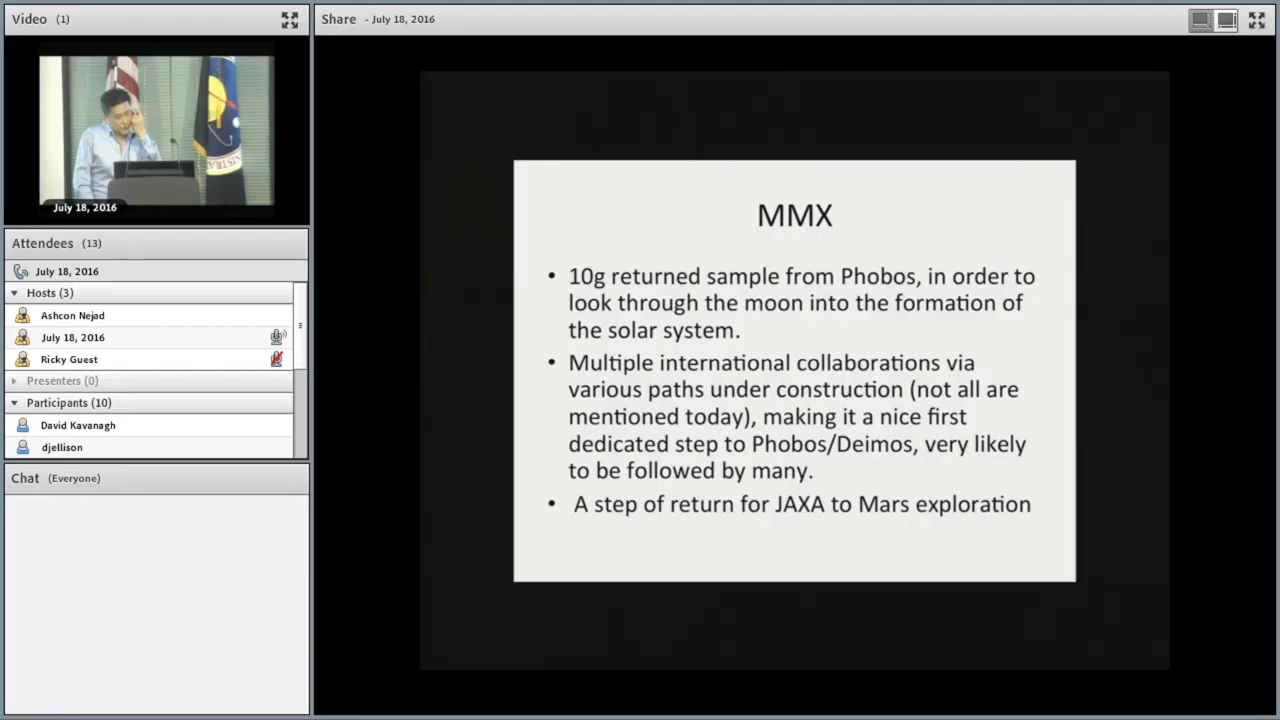 Video (1)
July 18, 2016
Attendees (13)
July 18, 2016
Hosts (3)
Ashcon Nejad
July 18, 2016
Ricky Guest
Presenters (0)
Participants (10)
David Kavanagh
djellison
Chat (Everyone)
Share - July 18, 2016
MMX
• 10g returned sample from Phobos, in order to
look through the moon into the formation of
the solar system.
• Multiple international collaborations via
various paths under construction (not all are
mentioned today), making it a nice first
dedicated step to Phobos/Deimos, very likely
to be followed by many.
• A step of return for JAXA to Mars exploration